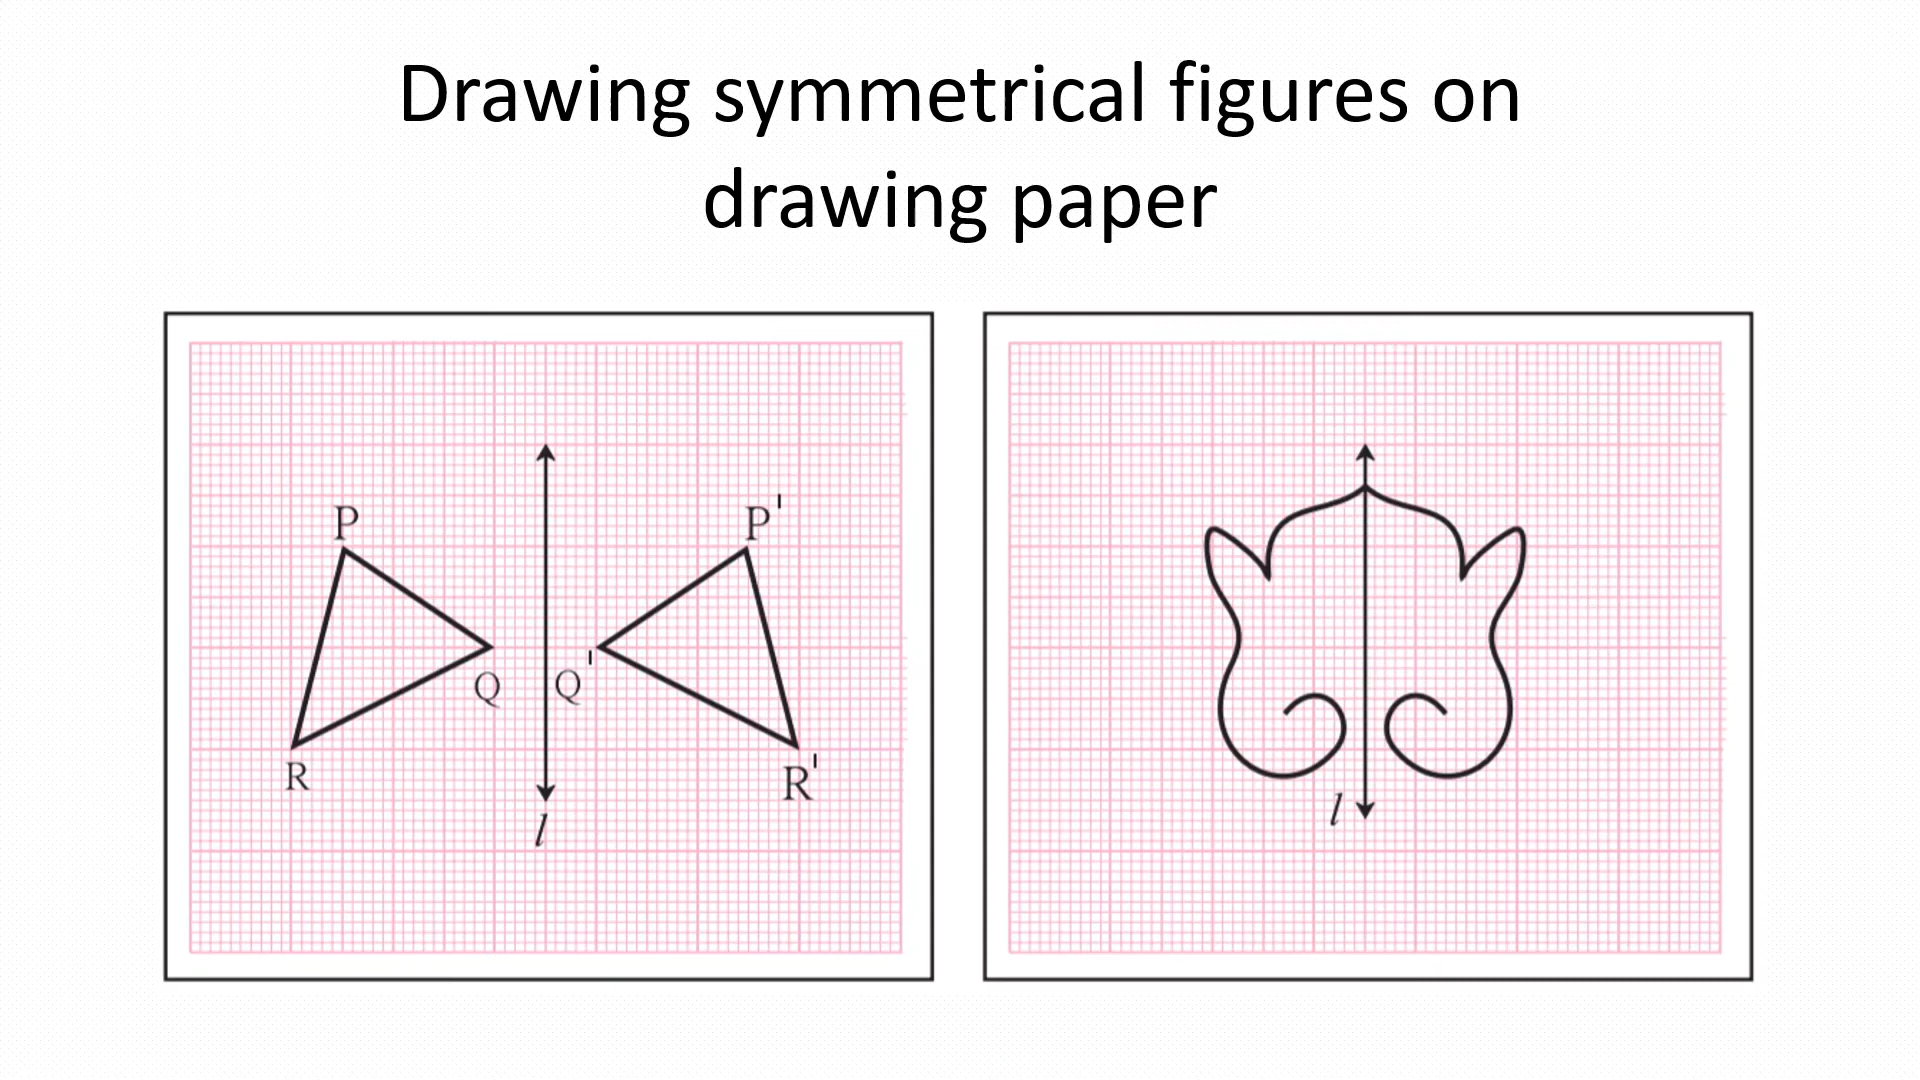 Drawing symmetrical figures on
drawing paper
P
P'
Q
Q'
R
R'
l
l